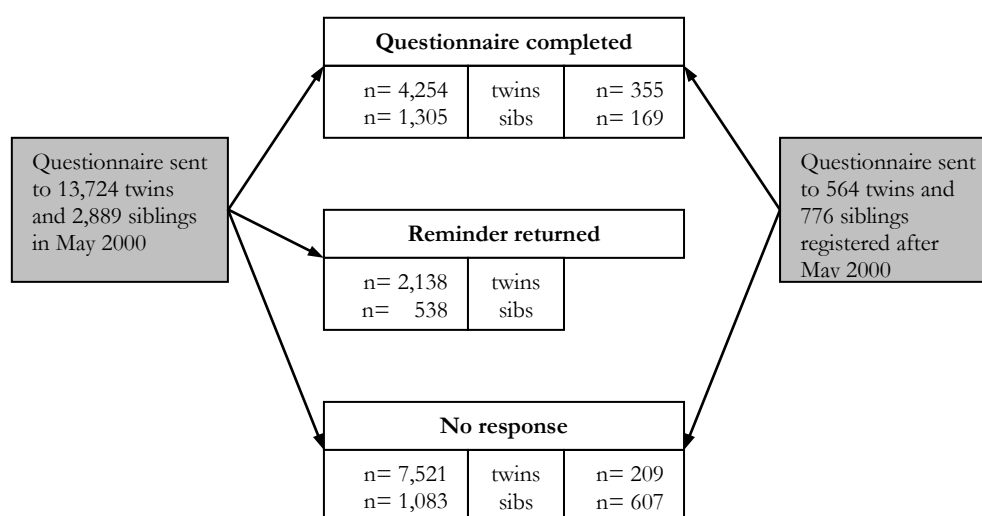 Questionnaire completed
n= 4,254 twins n= 355
n= 1,305 sibs n= 169
Questionnaire sent
to 13,724 twins
and 2,889 siblings
in May 2000
Questionnaire sent
to 564 twins and
776 siblings
registered after
May 2000
Reminder returned
n= 2,138 twins
n= 538 sibs
No response
n= 7,521 twins n= 209
n= 1,083 sibs n= 607